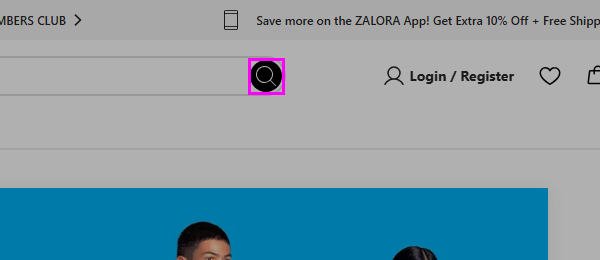 MBERS CLUB
Save more on the ZALORA App! Get Extra 10% Off + Free Shipp
Login / Register